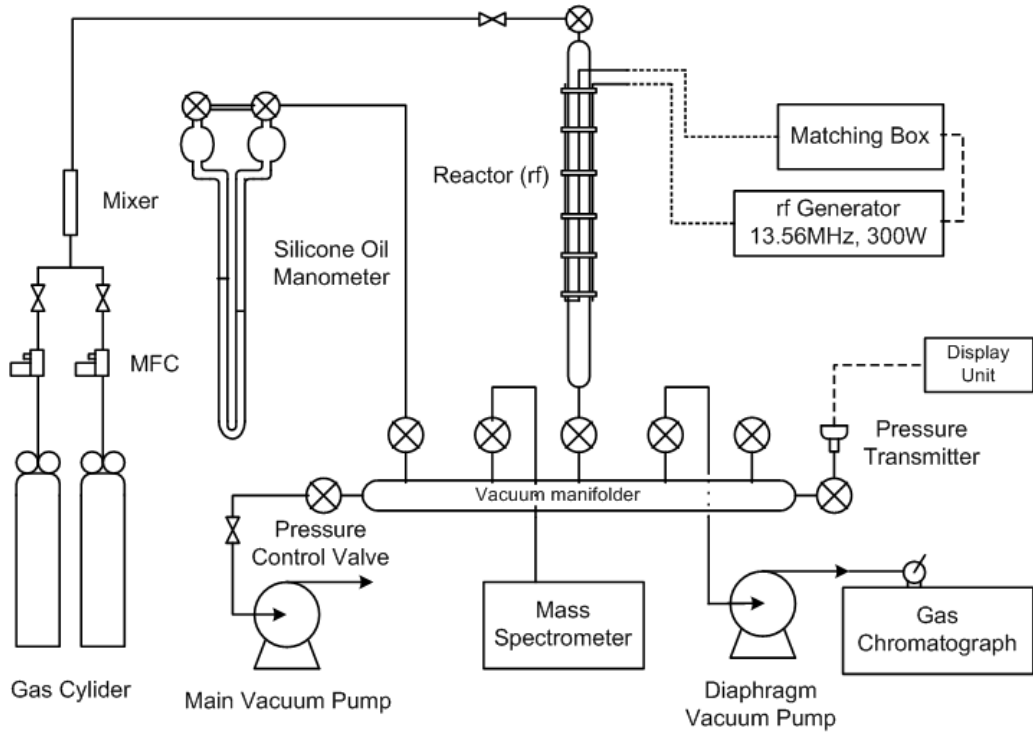 Matching Box
Mixer
Reactor (rf)
rf Generator
13.56MHz, 300W
Silicone Oil
Manometer
MFC
Display
Unit
Pressure
Transmitter
Vacuum manifolder
Pressure
Control Valve
Mass
Spectrometer
Gas
Chromatograph
Gas Cylider
Main Vacuum Pump
Diaphragm
Vacuum Pump